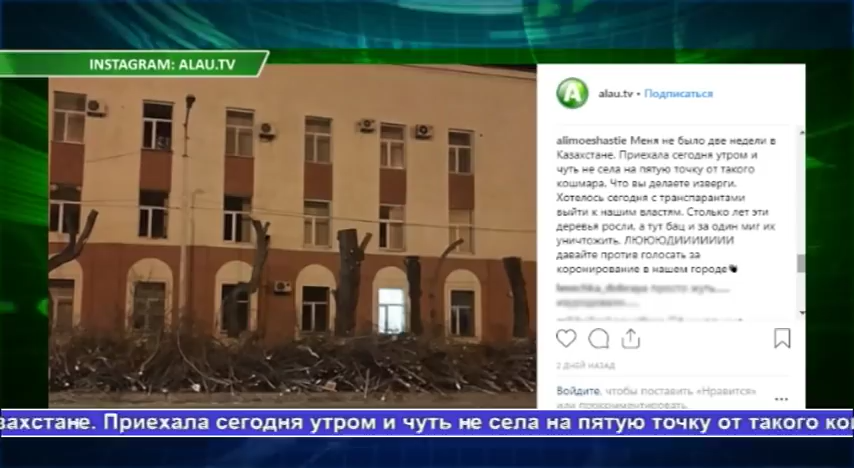 INSTAGRAM: ALAU.TV
alau.tv • Подписаться
alimoeshastie Меня не было две недели в
Казахстане. Приехала сегодня утром и
чуть не села на пятую точку от такого
кошмара. Что вы делаете изверги.
Хотелось сегодня с транспарантами
выйти к нашим властям. Столько лет эти
деревья росли, а тут бац и за один миг их
уничтожить. ЛЮЮЮДИИИИИИИ
давайте против голосать за
коронирование в нашем городе
2 ДНЕЙ НАЗАД
Войдите, чтобы поставить «Нравится»
или прокомментировать.
захстане. Приехала сегодня утром и чуть не села на пятую точку от такого ко